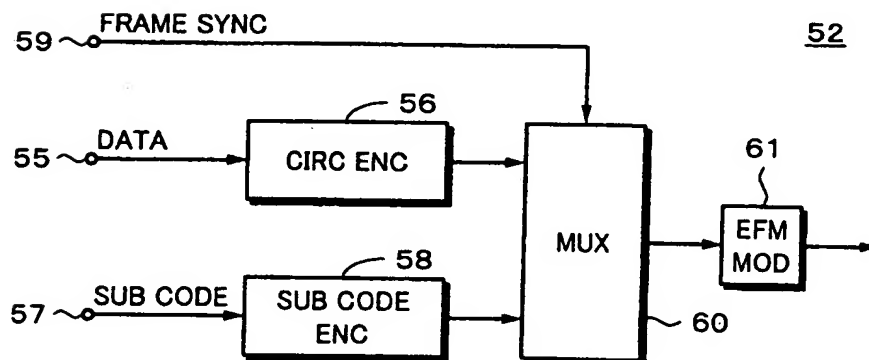 FRAME SYNC
59
52
56
DATA
55
CIRC ENC
61
MUX
EFM
MOD
58
SUB CODE
57
SUB CODE
ENC
60